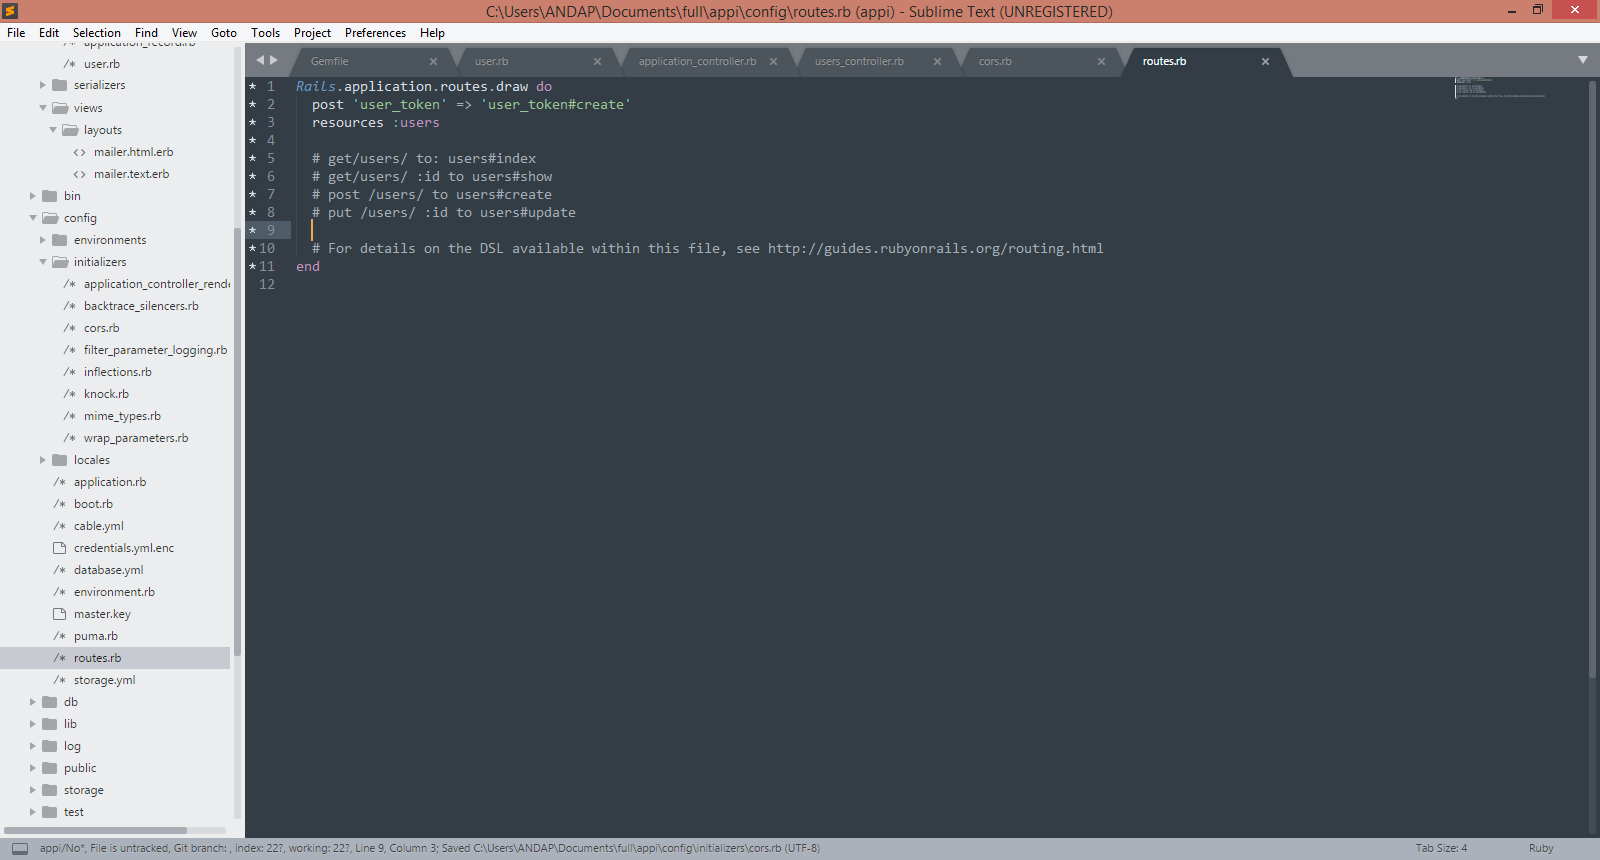 C:\Users\ANDAP\Documents\full\appi\config\routes.rb (appi) - Sublime Text (UNREGISTERED)
File Edit Selection Find View Goto Tools Project Preferences Help
application_record.rb
user.rb
serializers
views
layouts
mailer.html.erb
mailer.text.erb
bin
config
environments
initializers
application_controller_rende
backtrace_silencers.rb
cors.rb
filter_parameter_logging.rb
inflections.rb
knock.rb
mime_types.rb
wrap_parameters.rb
locales
application.rb
boot.rb
cable.yml
credentials.yml.enc
database.yml
environment.rb
master.key
puma.rb
routes.rb
storage.yml
db
lib
log
public
storage
test
Gemfile user.rb application_controller.rb users_controller.rb cors.rb routes.rb
* 1 Rails.application.routes.draw do
* 2 post 'user_token' => 'user_token#create'
* 3 resources :users
* 4
* 5 # get/users/ to: users#index
* 6 # get/users/ :id to users#show
* 7 # post /users/ to users#create
* 8 # put /users/ :id to users#update
* 9
*10 # For details on the DSL available within this file, see http://guides.rubyonrails.org/routing.html
*11 end
12
appi/No*, File is untracked, Git branch: , index: 22?, working: 22?, Line 9, Column 3; Saved C:\Users\ANDAP\Documents\full\appi\config\initializers\cors.rb (UTF-8) Tab Size: 4 Ruby